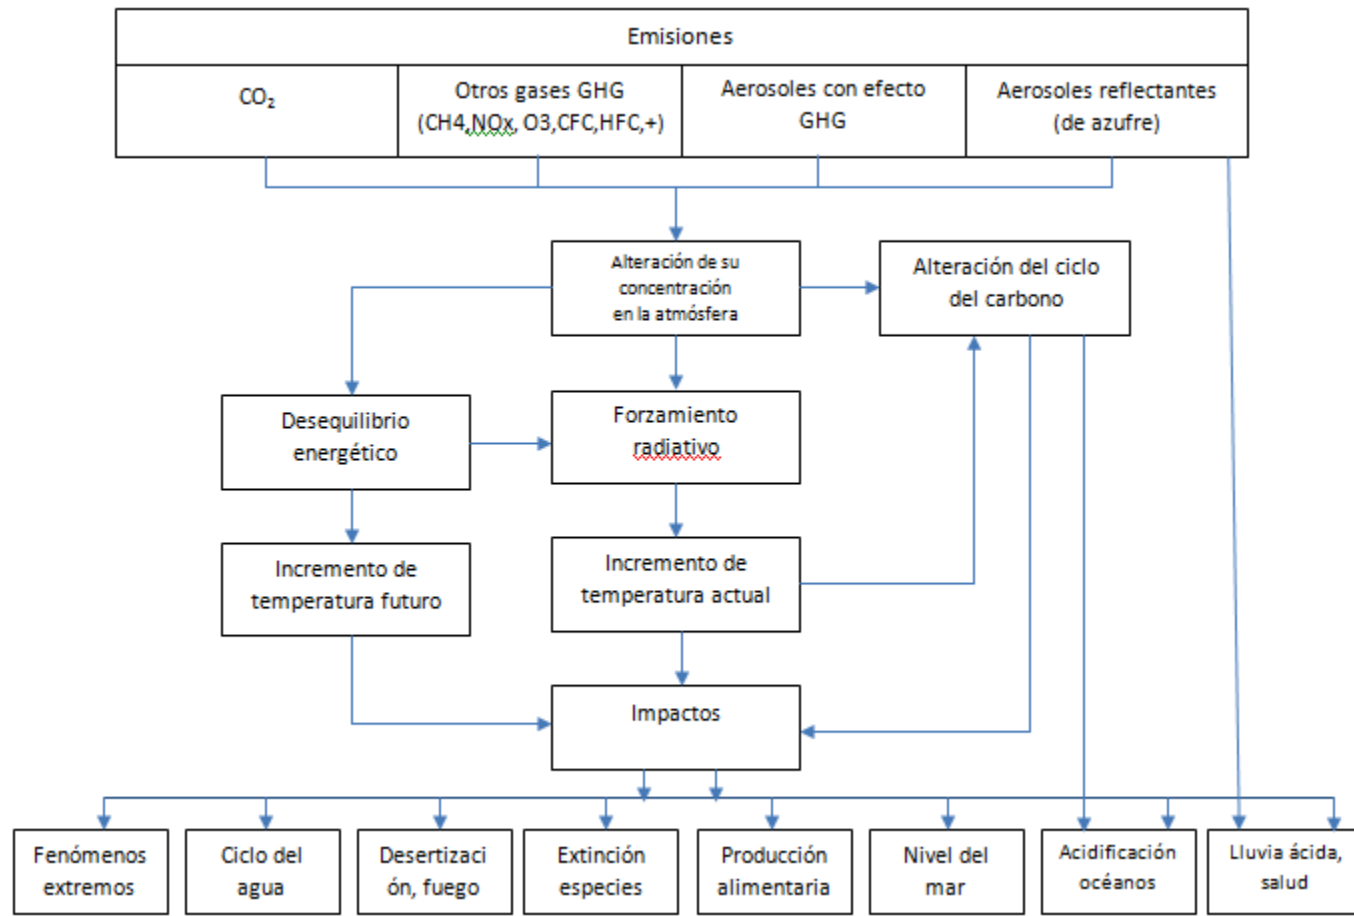 Emisiones
CO₂
Otros gases GHG
(CH4,NOx, O3,CFC,HFC,+)
Aerosoles con efecto
GHG
Aerosoles reflectantes
(de azufre)
Alteración de su
concentración
en la atmósfera
Alteración del ciclo
del carbono
Desequilibrio
energético
Forzamiento
radiativo
Incremento de
temperatura futuro
Incremento de
temperatura actual
Impactos
Fenómenos
extremos
Ciclo del
agua
Desertizaci
ón, fuego
Extinción
especies
Producción
alimentaria
Nivel del
mar
Acidificación
océanos
Lluvia ácida,
salud